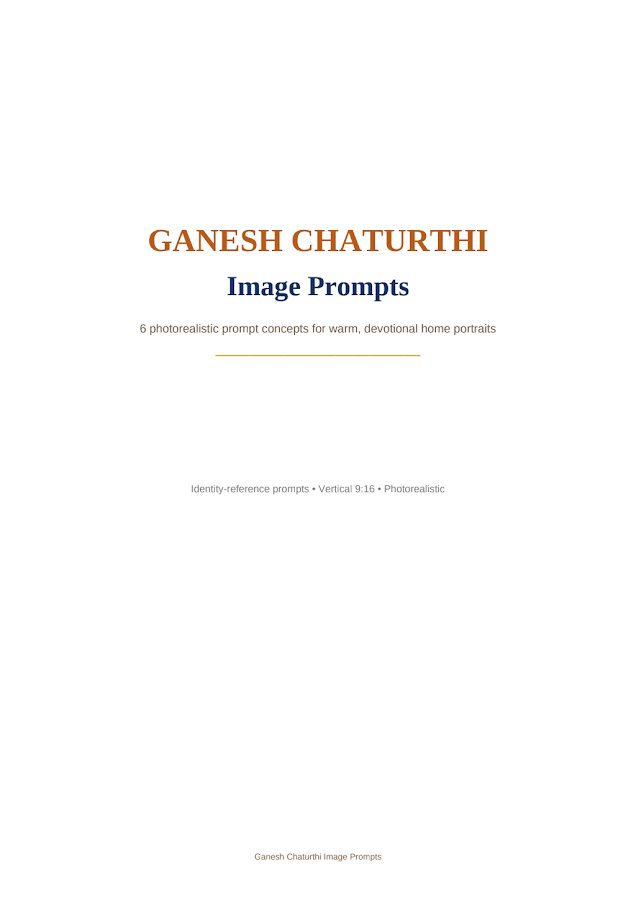 GANESH CHATURTHI
Image Prompts
6 photorealistic prompt concepts for warm, devotional home portraits
Identity-reference prompts • Vertical 9:16 • Photorealistic
Ganesh Chaturthi Image Prompts